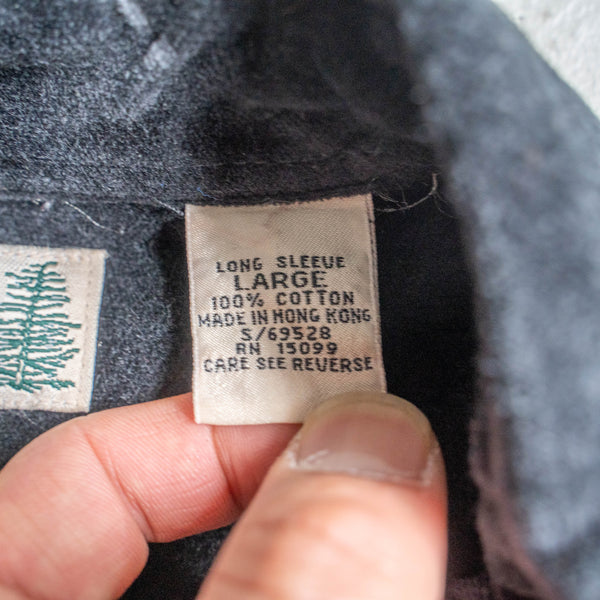 LONG SLEEVE
LARGE
100% COTTON
MADE IN HONG KONG
S/69528
RN 15099
CARE SEE REVERSE